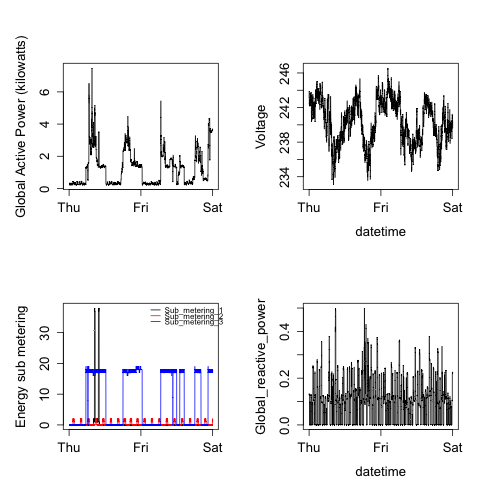 Global Active Power (kilowatts)
0 2 4 6
Thu Fri Sat
Voltage
234 238 242 246
Thu Fri Sat
datetime
Energy sub metering
0 10 20 30
Sub_metering_1
Sub_metering_2
Sub_metering_3
Thu Fri Sat
Global_reactive_power
0.0 0.2 0.4
Thu Fri Sat
datetime